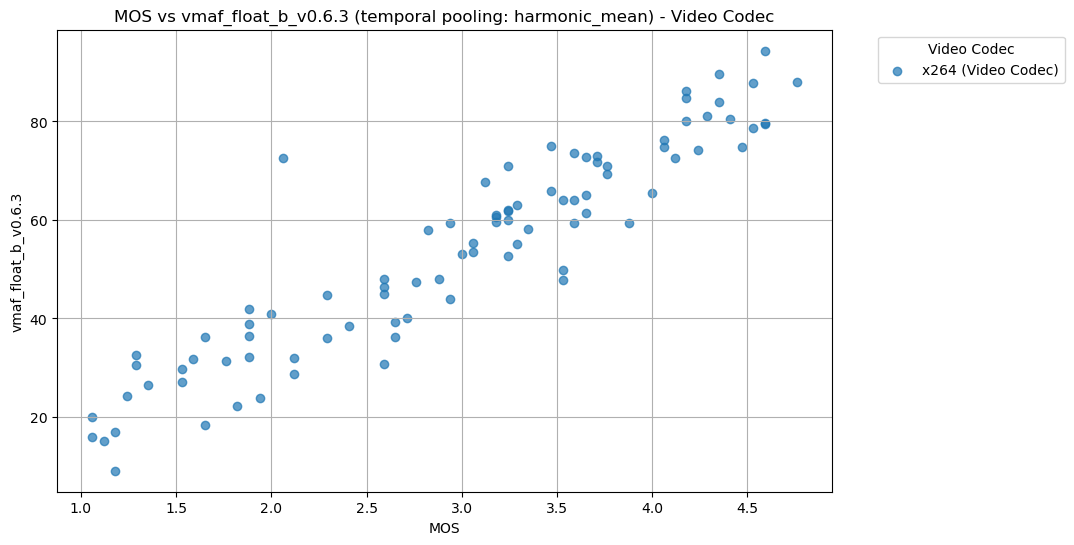 MOS vs vmaf_float_b_v0.6.3 (temporal pooling: harmonic_mean) - Video Codec
Video Codec
x264 (Video Codec)
vmaf_float_b_v0.6.3
80
60
40
20
1.0 1.5 2.0 2.5 3.0 3.5 4.0 4.5
MOS